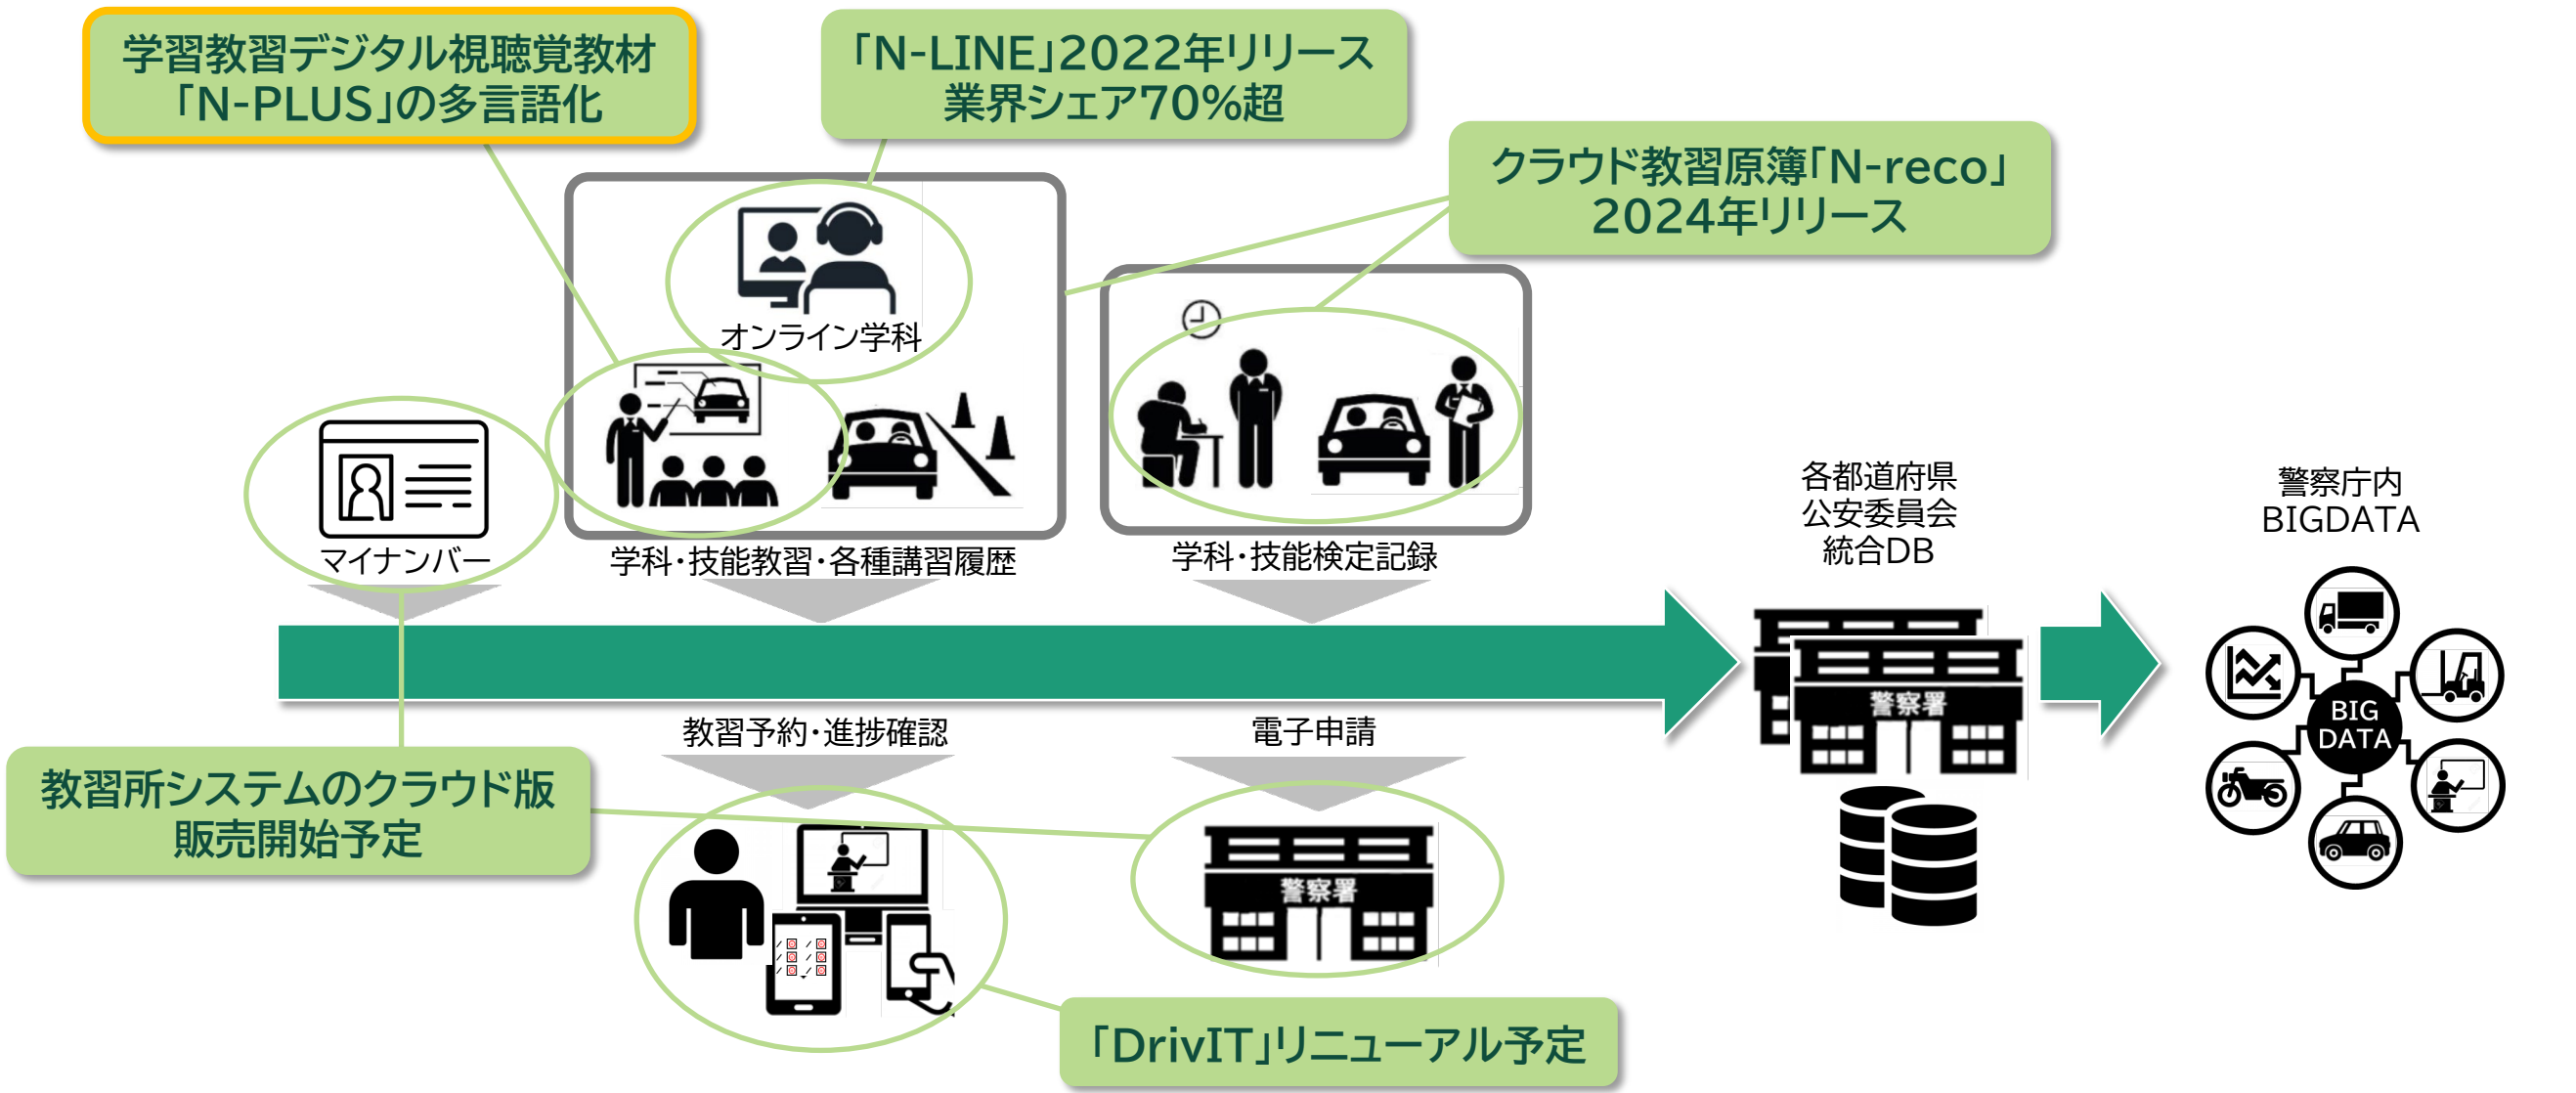 学習教習デジタル視聴覚教材
「N-PLUS」の多言語化
「N-LINE」2022年リリース
業界シェア70%超
クラウド教習原簿「N-reco」
2024年リリース
オンライン学科
マイナンバー
学科・技能教習・各種講習履歴
学科・技能検定記録
各都道府県
公安委員会
統合DB
警察庁内
BIGDATA
警察署
BIG
DATA
教習予約・進捗確認
電子申請
教習所システムのクラウド版
販売開始予定
警察署
「DrivIT」リニューアル予定